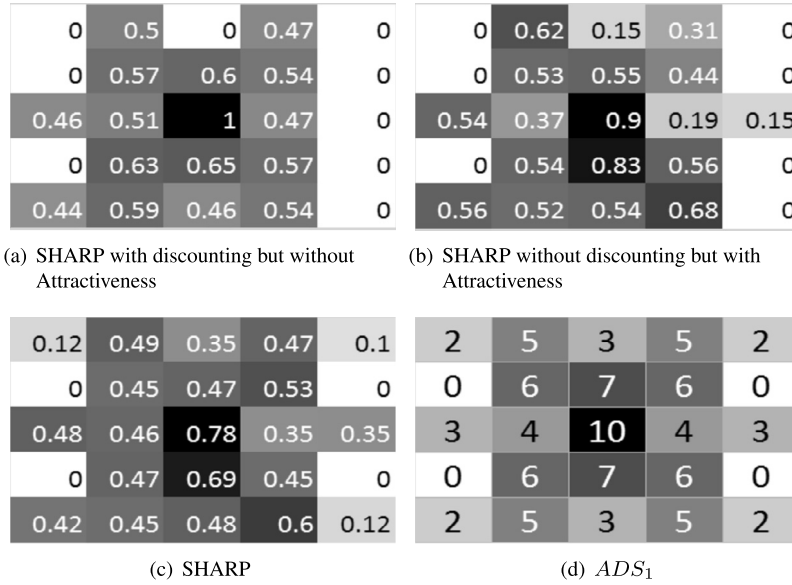 0 0.5 0 0.47 0
0 0.57 0.6 0.54 0
0.46 0.51 1 0.47 0
0 0.63 0.65 0.57 0
0.44 0.59 0.46 0.54 0
(a) SHARP with discounting but without
Attractiveness
0 0.62 0.15 0.31 0
0 0.53 0.55 0.44 0
0.54 0.37 0.9 0.19 0.15
0 0.54 0.83 0.56 0
0.56 0.52 0.54 0.68 0
(b) SHARP without discounting but with
Attractiveness
0.12 0.49 0.35 0.47 0.1
0 0.45 0.47 0.53 0
0.48 0.46 0.78 0.35 0.35
0 0.47 0.69 0.45 0
0.42 0.45 0.48 0.6 0.12
(c) SHARP
2 5 3 5 2
0 6 7 6 0
3 4 10 4 3
0 6 7 6 0
2 5 3 5 2
(d) ADS₁